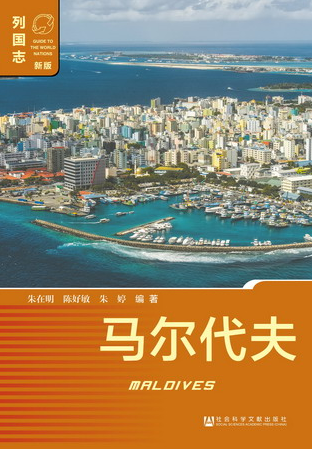 列国志
GUIDE TO
THE WORLD
NATIONS
新版
朱在明 陈好敏 朱婷 编著
马尔代夫
MALDIVES
社会科学文献出版社
SOCIAL SCIENCES ACADEMIC PRESS (CHINA)